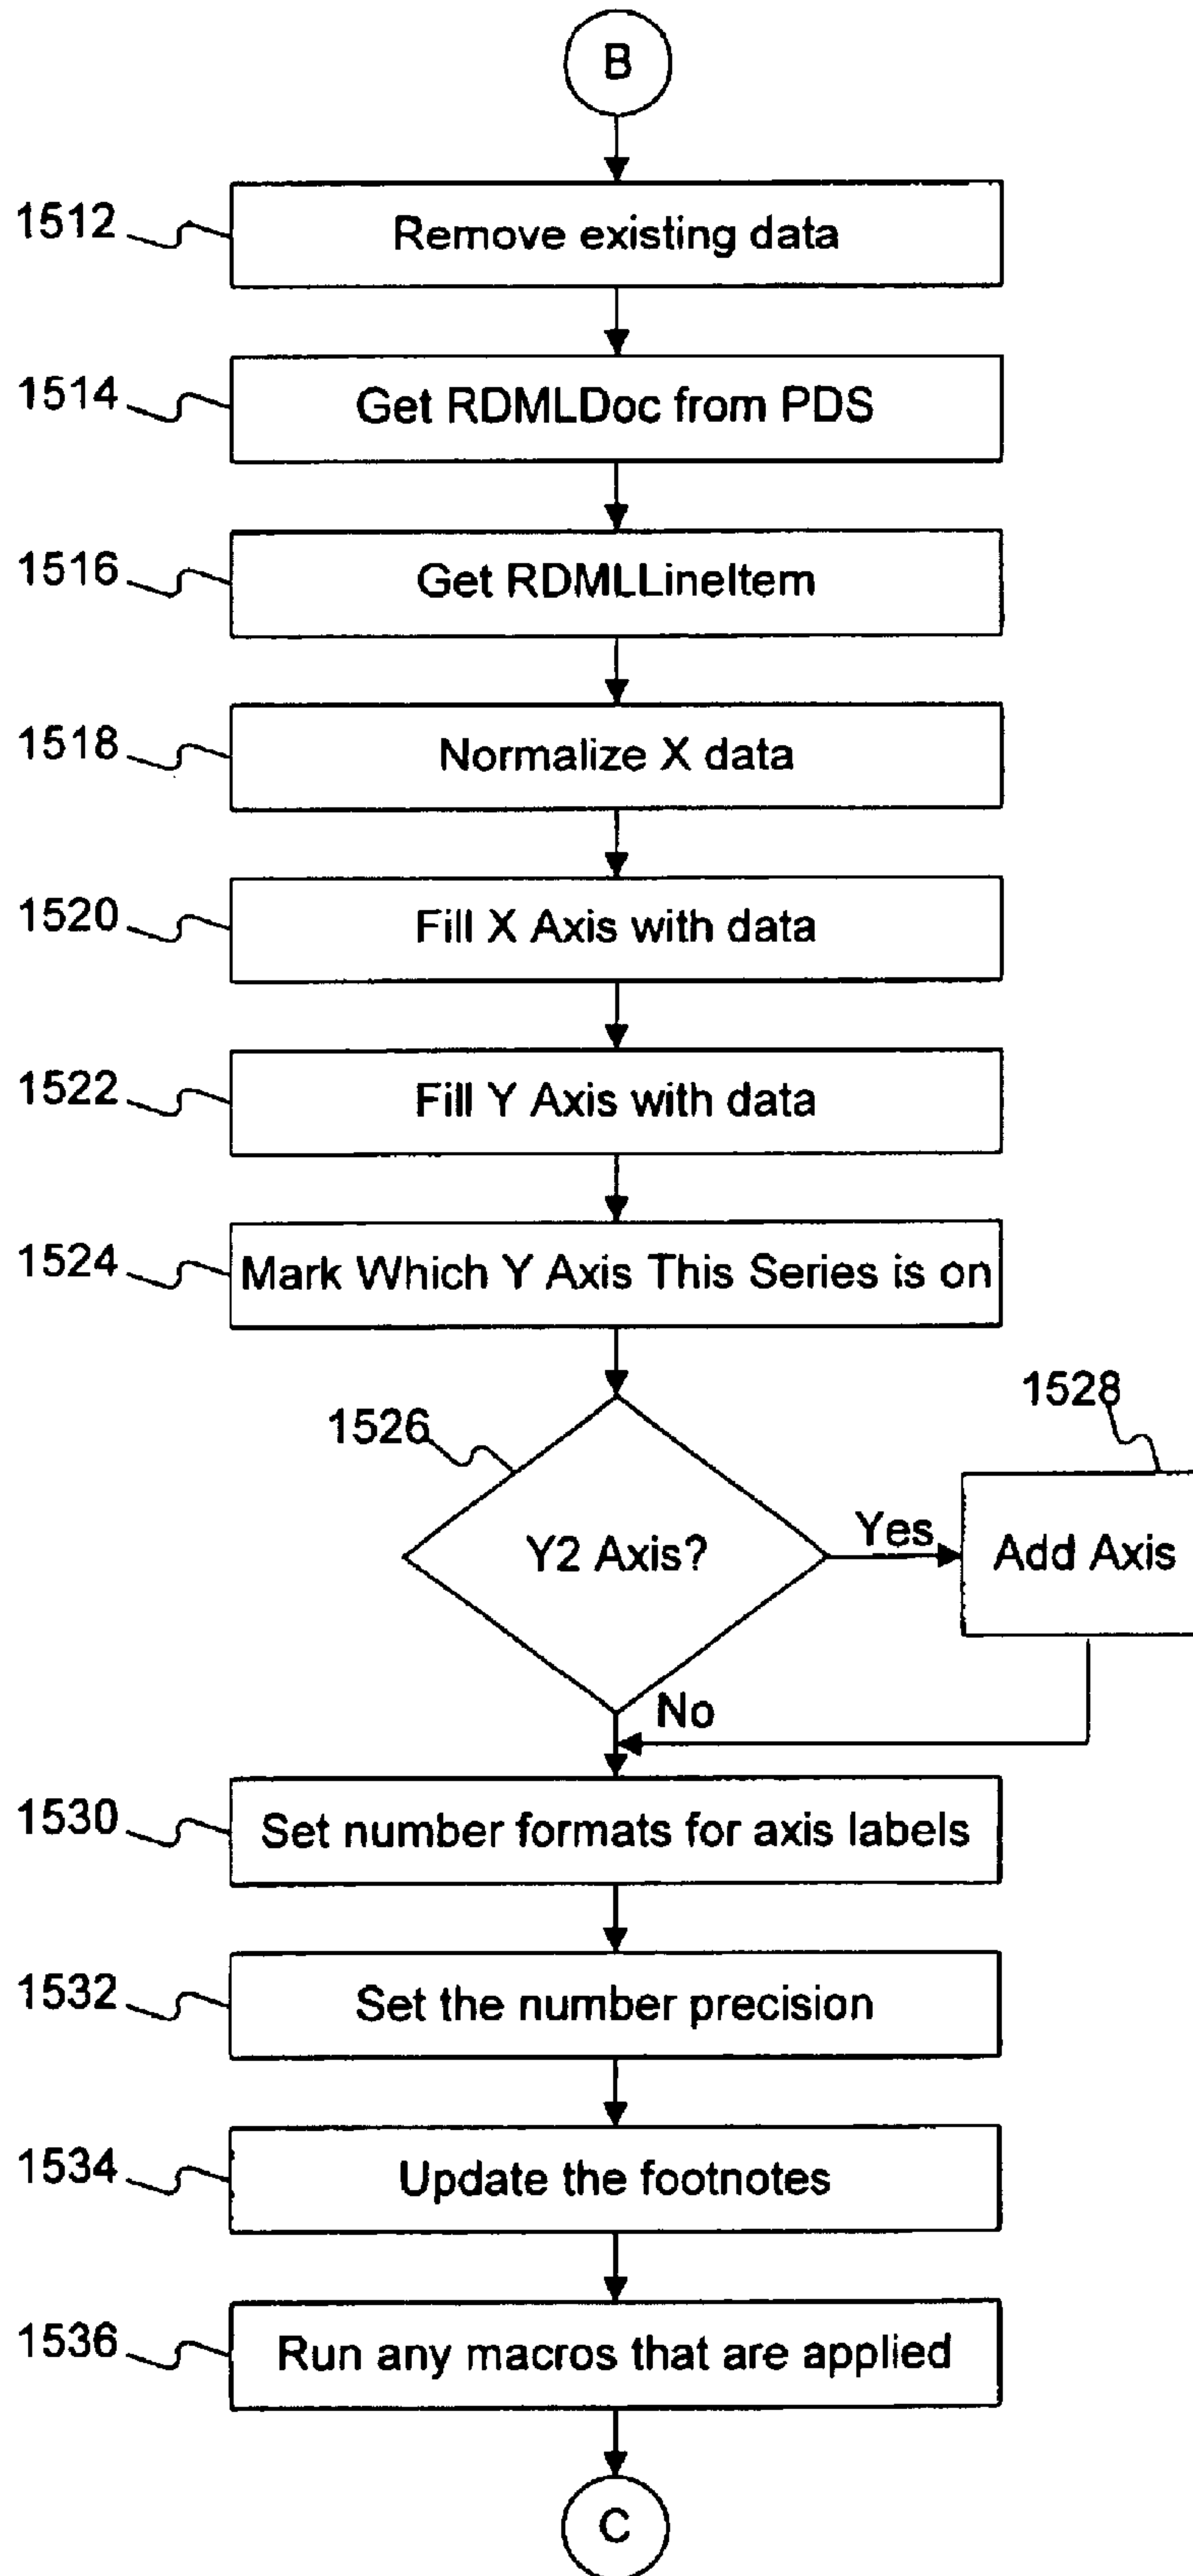 B
1512
Remove existing data
1514
Get RDMLDoc from PDS
1516
Get RDMLLineItem
1518
Normalize X data
1520
Fill X Axis with data
1522
Fill Y Axis with data
1524
Mark Which Y Axis This Series is on
1526
1528
Y2 Axis?
Yes
Add Axis
No
1530
Set number formats for axis labels
1532
Set the number precision
1534
Update the footnotes
1536
Run any macros that are applied
C